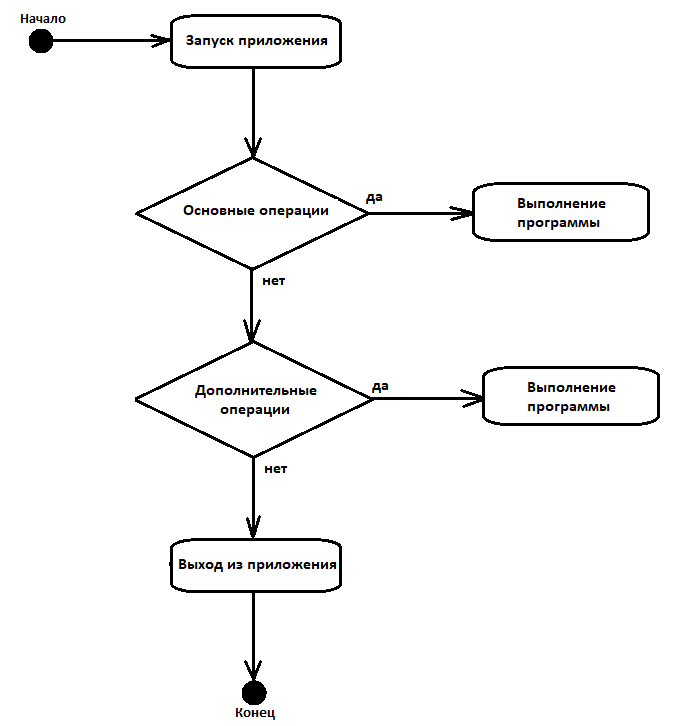 Начало
Запуск приложения
да
Основные операции
Выполнение
программы
нет
да
Дополнительные
операции
Выполнение
программы
нет
Выход из приложения
Конец